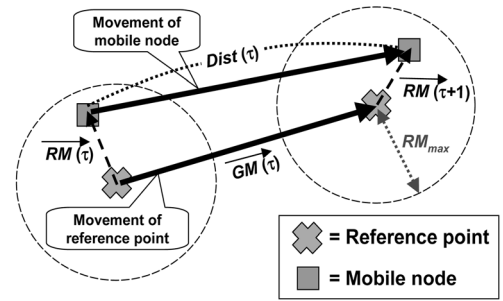 Movement of
mobile node
Dist (τ)
RM (τ)
RM (τ+1)
GM (τ)
RMmax
Movement of
reference point
= Reference point
= Mobile node